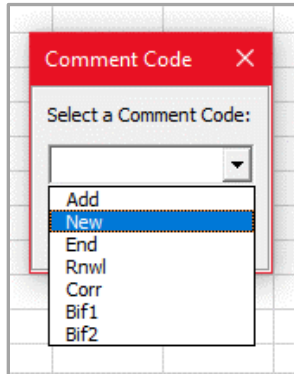 Comment Code
Select a Comment Code:
Add
New
End
Rnwl
Corr
Bif1
Bif2